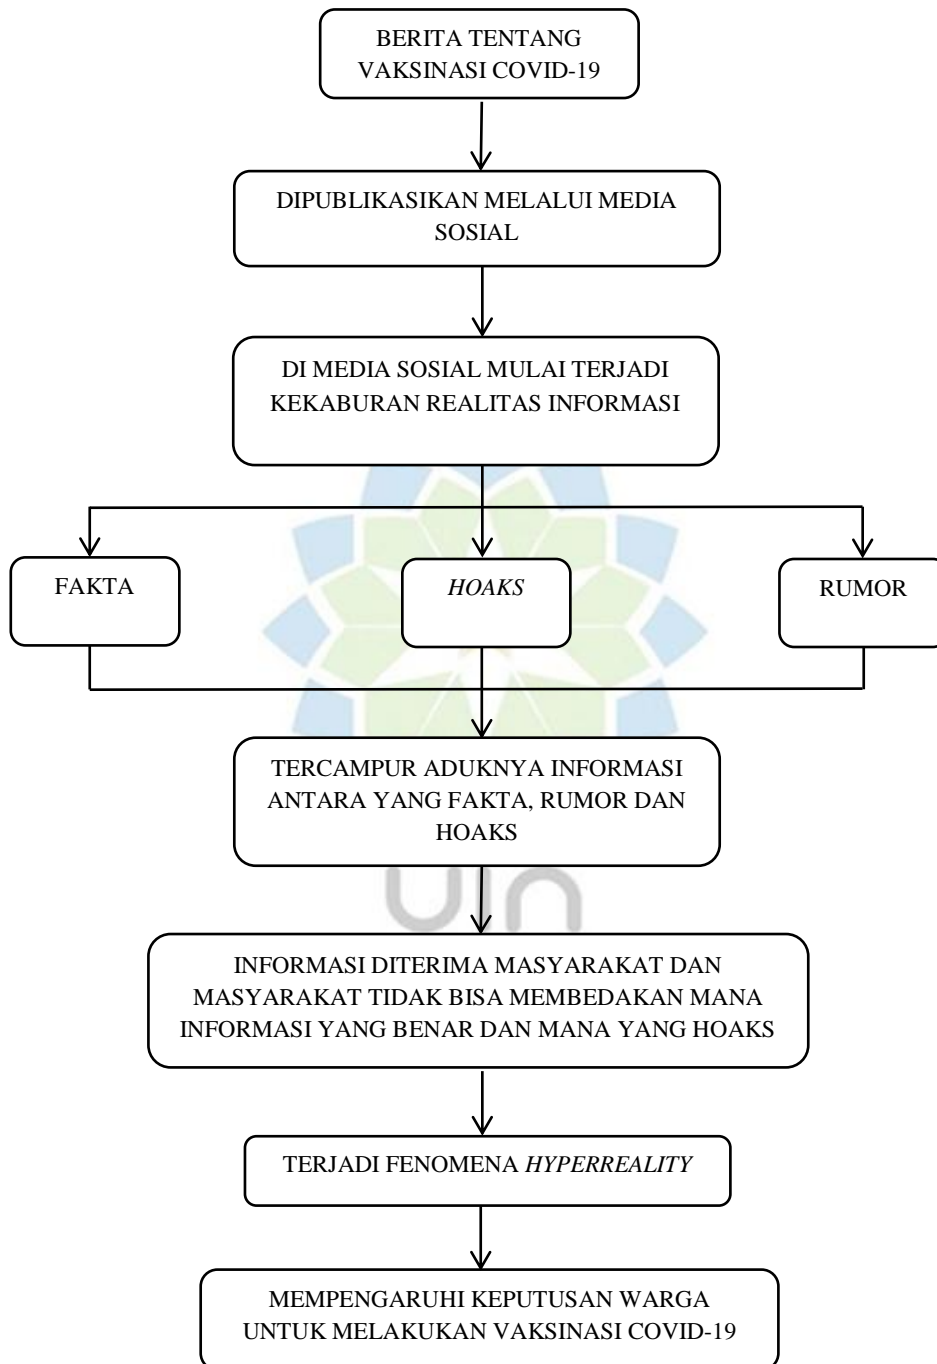 BERITA TENTANG
VAKSINASI COVID-19
DIPUBLIKASIKAN MELALUI MEDIA
SOSIAL
DI MEDIA SOSIAL MULAI TERJADI
KEKABURAN REALITAS INFORMASI
FAKTA
HOAKS
RUMOR
TERCAMPUR ADUKNYA INFORMASI
ANTARA YANG FAKTA, RUMOR DAN
HOAKS
uin
INFORMASI DITERIMA MASYARAKAT DAN
MASYARAKAT TIDAK BISA MEMBEDAKAN MANA
INFORMASI YANG BENAR DAN MANA YANG HOAKS
TERJADI FENOMENA HYPERREALITY
MEMPENGARUHI KEPUTUSAN WARGA
UNTUK MELAKUKAN VAKSINASI COVID-19